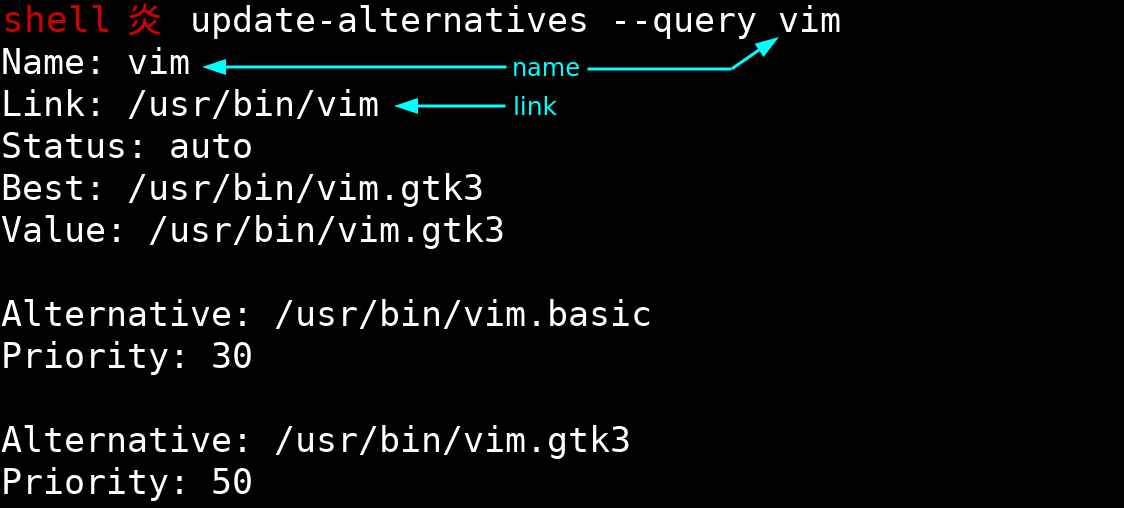 shell 炎 update-alternatives --query vim
Name: vim
name
Link: /usr/bin/vim
link
Status: auto
Best: /usr/bin/vim.gtk3
Value: /usr/bin/vim.gtk3
Alternative: /usr/bin/vim.basic
Priority: 30
Alternative: /usr/bin/vim.gtk3
Priority: 50